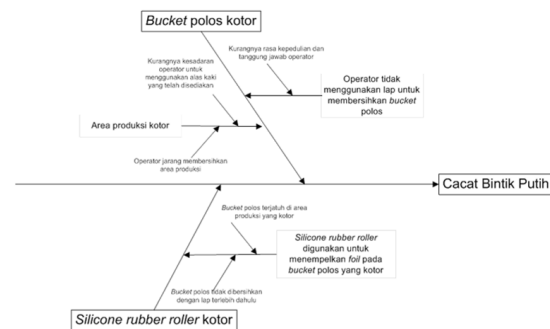 Bucket polos kotor
Kurangnya kesadaran
operator untuk
menggunakan alas kaki
yang telah disediakan
Kurangnya rasa kepedulian dan
tanggung jawab operator
Operator tidak
menggunakan lap untuk
membersihkan bucket
polos
Area produksi kotor
Operator jarang membersihkan
area produksi
Cacat Bintik Putih
Bucket polos terjatuh di area
produksi yang kotor
Silicone rubber roller
digunakan untuk
menempelkan foil pada
bucket polos yang kotor
Bucket polos tidak dibersihkan
dengan lap terlebih dahulu
Silicone rubber roller kotor